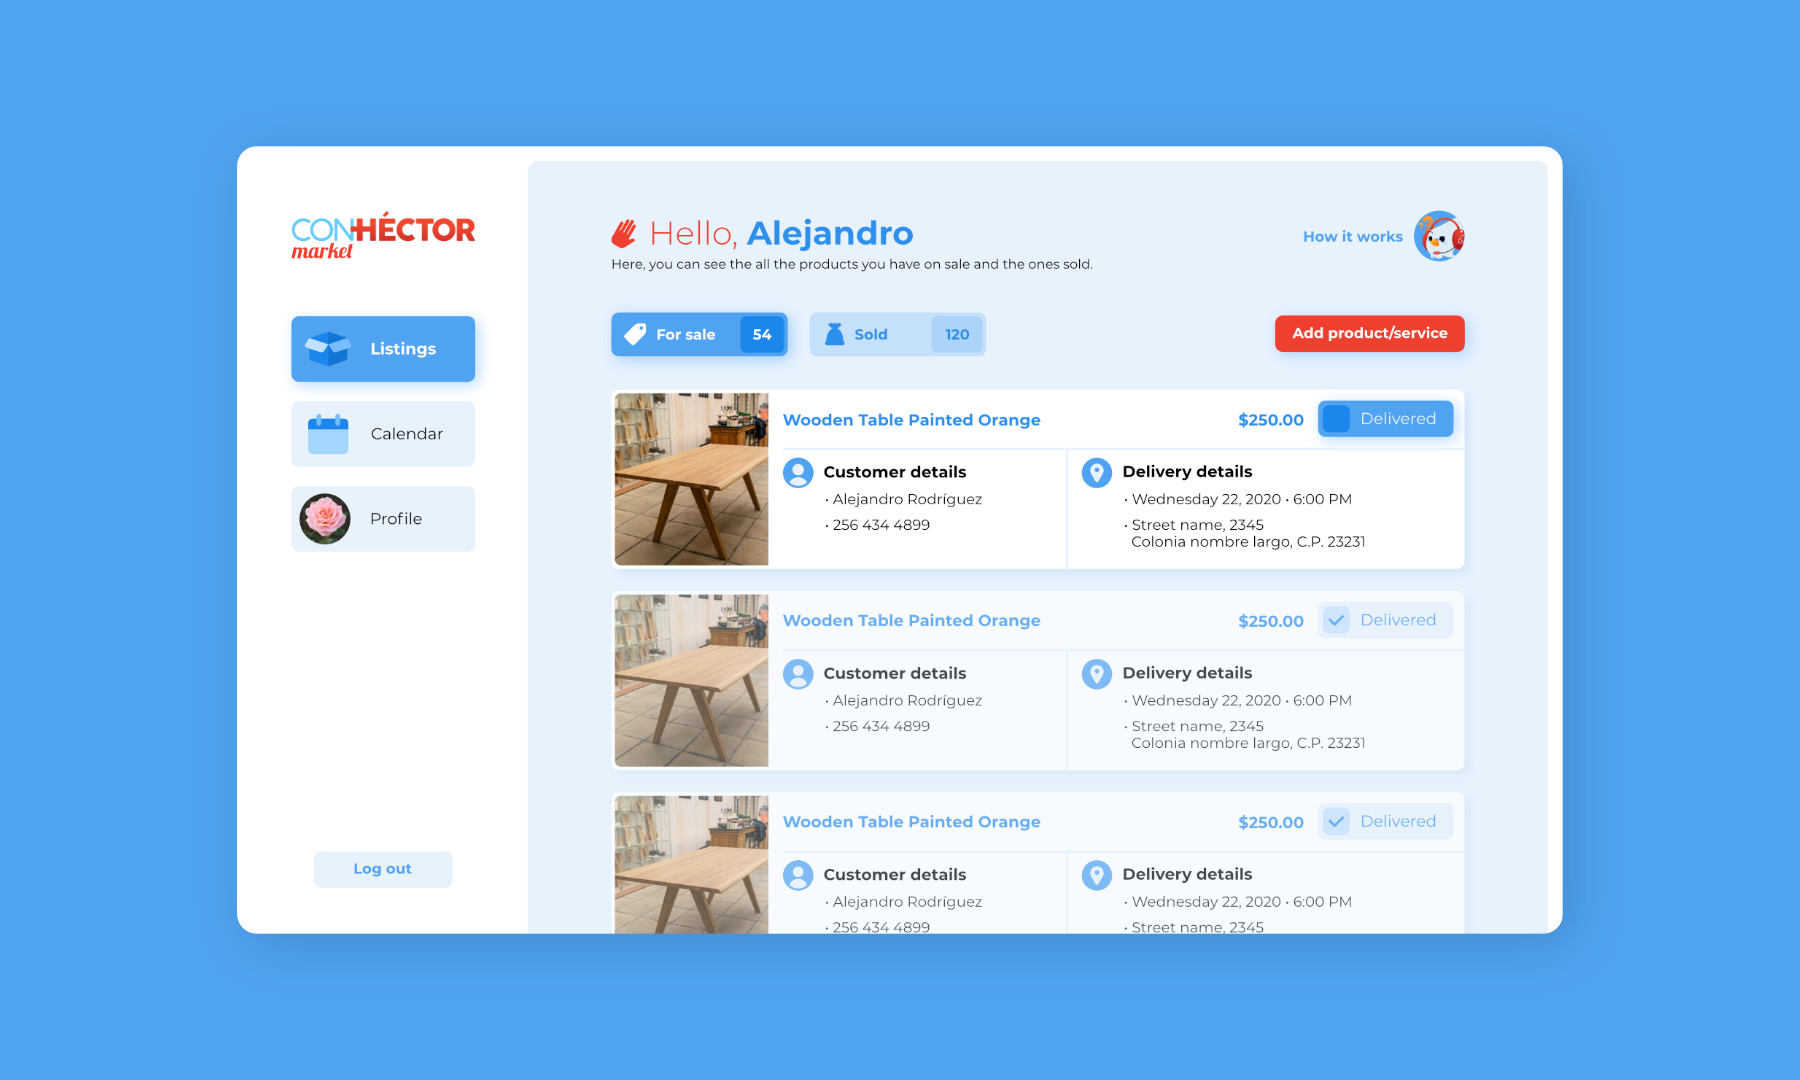 CONHÉCTOR
market
Listings
Calendar
Profile
Log out
Hello, Alejandro
Here, you can see the all the products you have on sale and the ones sold.
How it works
For sale 54
Sold 120
Add product/service
Wooden Table Painted Orange
$250.00
Delivered
Customer details
• Alejandro Rodríguez
• 256 434 4899
Delivery details
• Wednesday 22, 2020 • 6:00 PM
• Street name, 2345
Colonia nombre largo, C.P. 23231
Wooden Table Painted Orange
$250.00
Delivered
Customer details
• Alejandro Rodríguez
• 256 434 4899
Delivery details
• Wednesday 22, 2020 • 6:00 PM
• Street name, 2345
Colonia nombre largo, C.P. 23231
Wooden Table Painted Orange
$250.00
Delivered
Customer details
• Alejandro Rodríguez
• 256 434 4899
Delivery details
• Wednesday 22, 2020 • 6:00 PM
• Street name, 2345